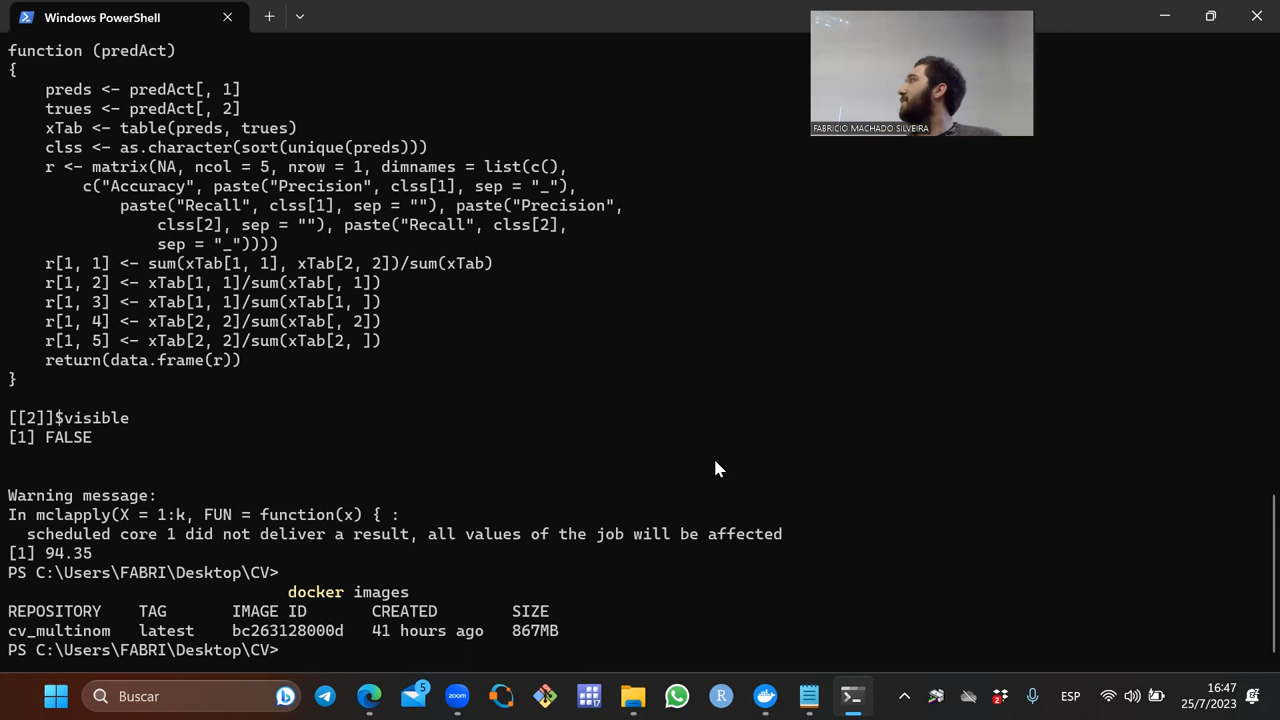 Windows PowerShell
function (predAct)
{
preds <- predAct[, 1]
trues <- predAct[, 2]
xTab <- table(preds, trues)
clss <- as.character(sort(unique(preds)))
r <- matrix(NA, ncol = 5, nrow = 1, dimnames = list(c(),
c("Accuracy", paste("Precision", clss[1], sep = "_"),
paste("Recall", clss[1], sep = ""), paste("Precision",
clss[2], sep = ""), paste("Recall", clss[2],
sep = "_"))))
r[1, 1] <- sum(xTab[1, 1], xTab[2, 2])/sum(xTab)
r[1, 2] <- xTab[1, 1]/sum(xTab[, 1])
r[1, 3] <- xTab[1, 1]/sum(xTab[1, ])
r[1, 4] <- xTab[2, 2]/sum(xTab[, 2])
r[1, 5] <- xTab[2, 2]/sum(xTab[2, ])
return(data.frame(r))
}
[[2]]$visible
[1] FALSE
Warning message:
In mclapply(X = 1:k, FUN = function(x) { :
scheduled core 1 did not deliver a result, all values of the job will be affected
[1] 94.35
PS C:\Users\FABRI\Desktop\CV>
docker images
REPOSITORY TAG IMAGE ID CREATED SIZE
cv_multinom latest bc263128000d 41 hours ago 867MB
PS C:\Users\FABRI\Desktop\CV>
FABRICIO MACHADO SILVEIRA
Buscar
5
zoom
17
R
2
ESP
16:47
25/7/2023